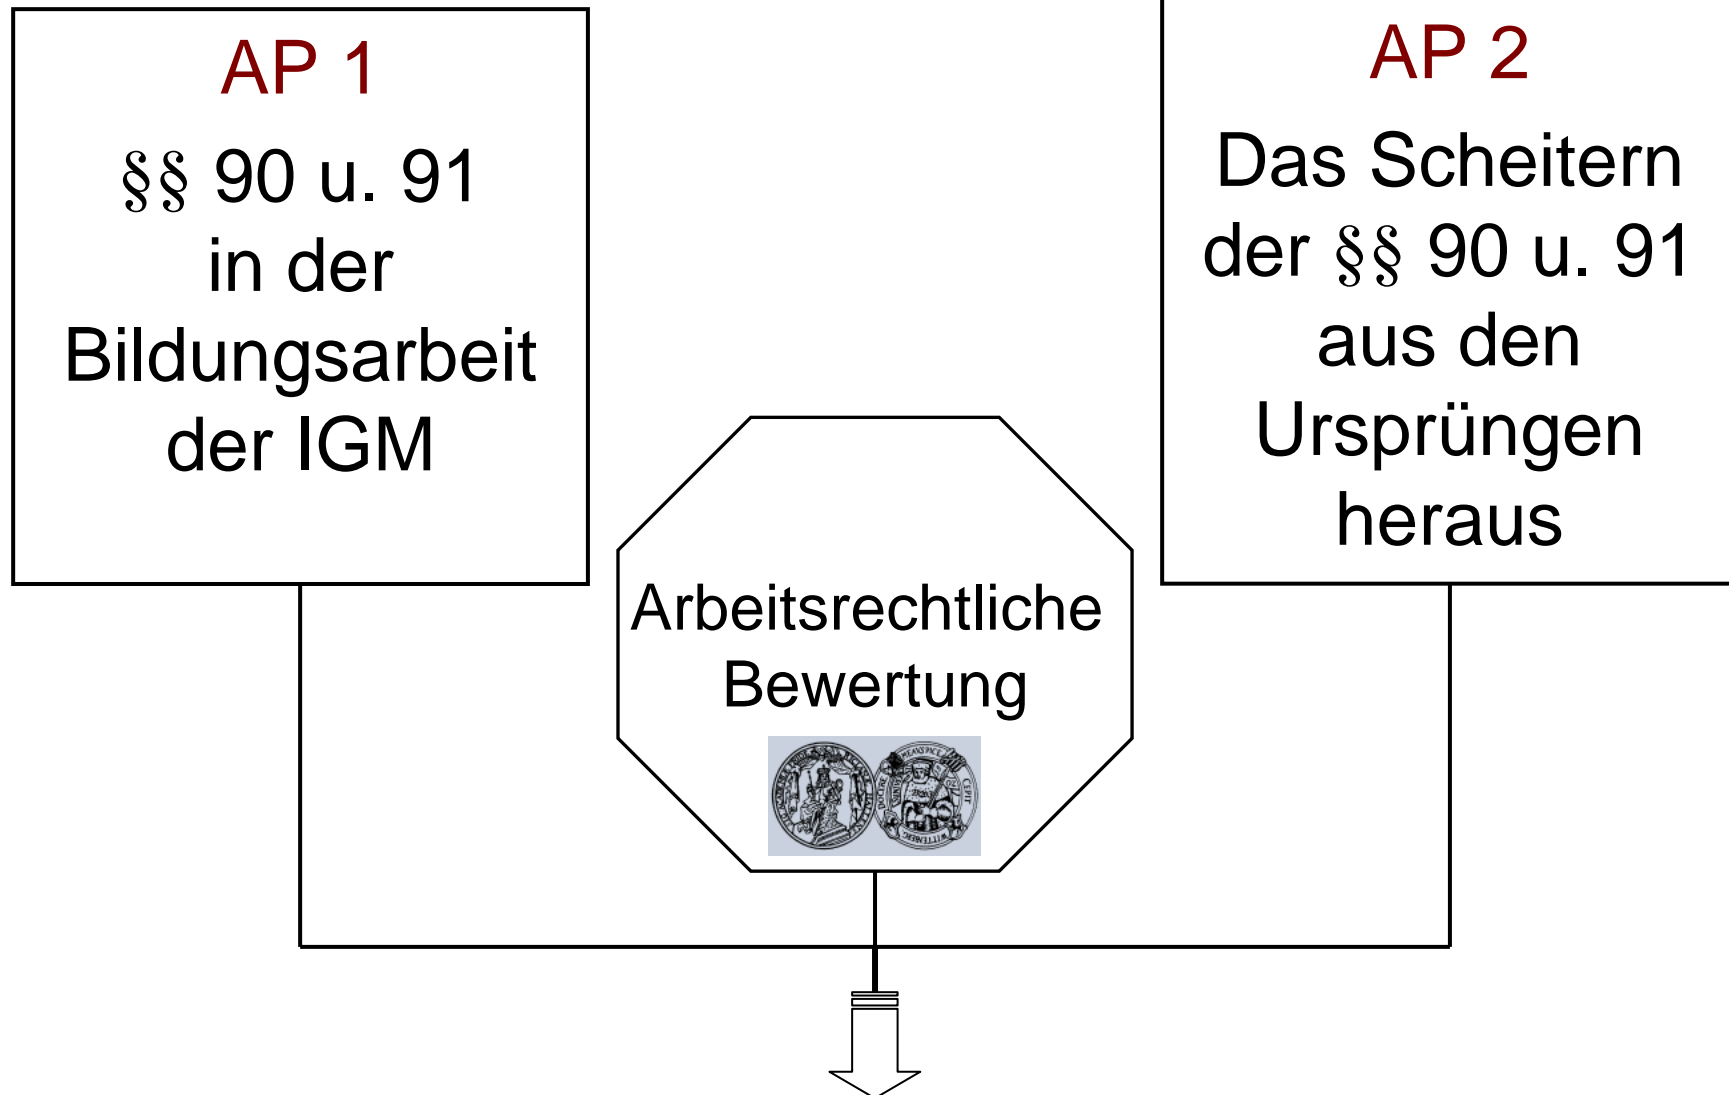 AP 1
§§ 90 u. 91
in der
Bildungsarbeit
der IGM
AP 2
Das Scheitern
der §§ 90 u. 91
aus den
Ursprüngen
heraus
Arbeitsrechtliche
Bewertung